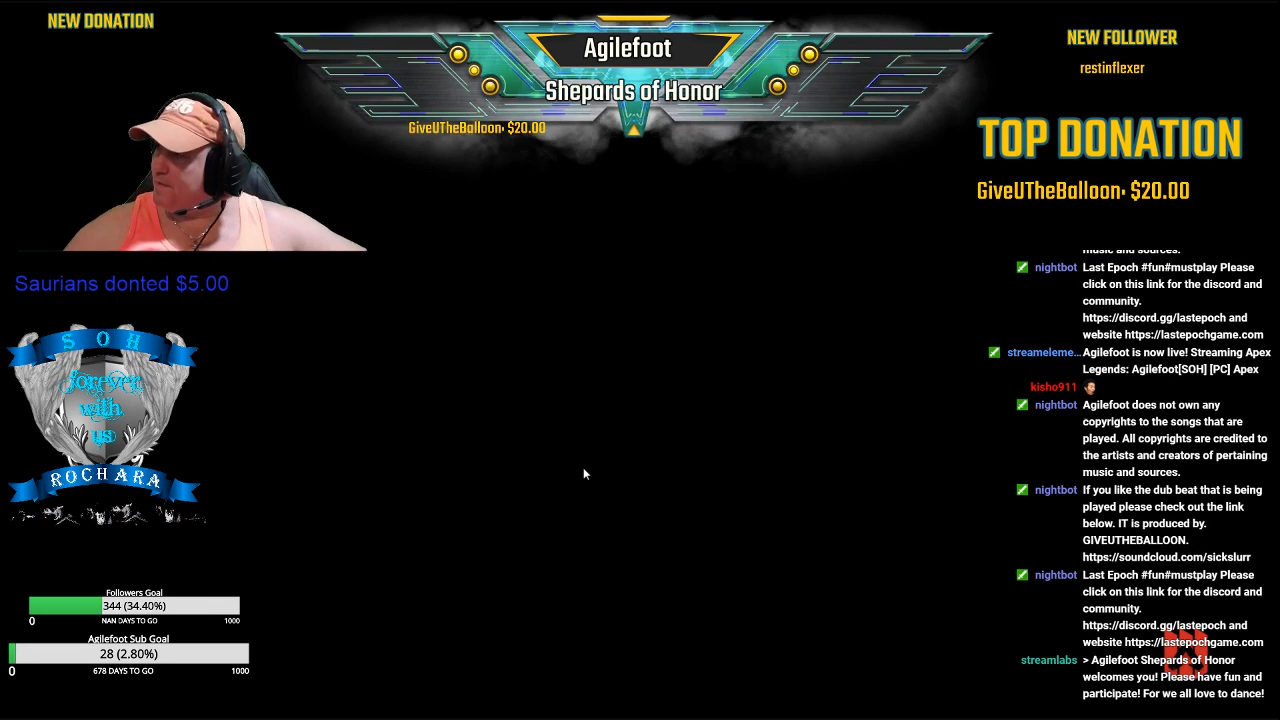 NEW DONATION
Agilefoot
Shepards of Honor
GiveUTheBalloon: $20.00
NEW FOLLOWER
restinflexer
TOP DONATION
GiveUTheBalloon: $20.00
Saurians donted $5.00
SOH
forever
with
us
ROCHARA
Followers Goal
344 (34.40%)
0 NAN DAYS TO GO 1000
Agilefoot Sub Goal
28 (2.80%)
0 678 DAYS TO GO 1000
music and sources.
nightbot Last Epoch #fun#mustplay Please
click on this link for the discord and
community.
https://discord.gg/lastepoch and
website https://lastepochgame.com
streameleme... Agilefoot is now live! Streaming Apex
Legends: Agilefoot[SOH] [PC] Apex
kisho911
nightbot Agilefoot does not own any
copyrights to the songs that are
played. All copyrights are credited to
the artists and creators of pertaining
music and sources.
nightbot If you like the dub beat that is being
played please check out the link
below. IT is produced by.
GIVEUTHEBALLOON.
https://soundcloud.com/sickslurr
nightbot Last Epoch #fun#mustplay Please
click on this link for the discord and
community.
https://discord.gg/lastepoch and
website https://lastepochgame.com
streamlabs > Agilefoot Shepards of Honor
welcomes you! Please have fun and
participate! For we all love to dance!